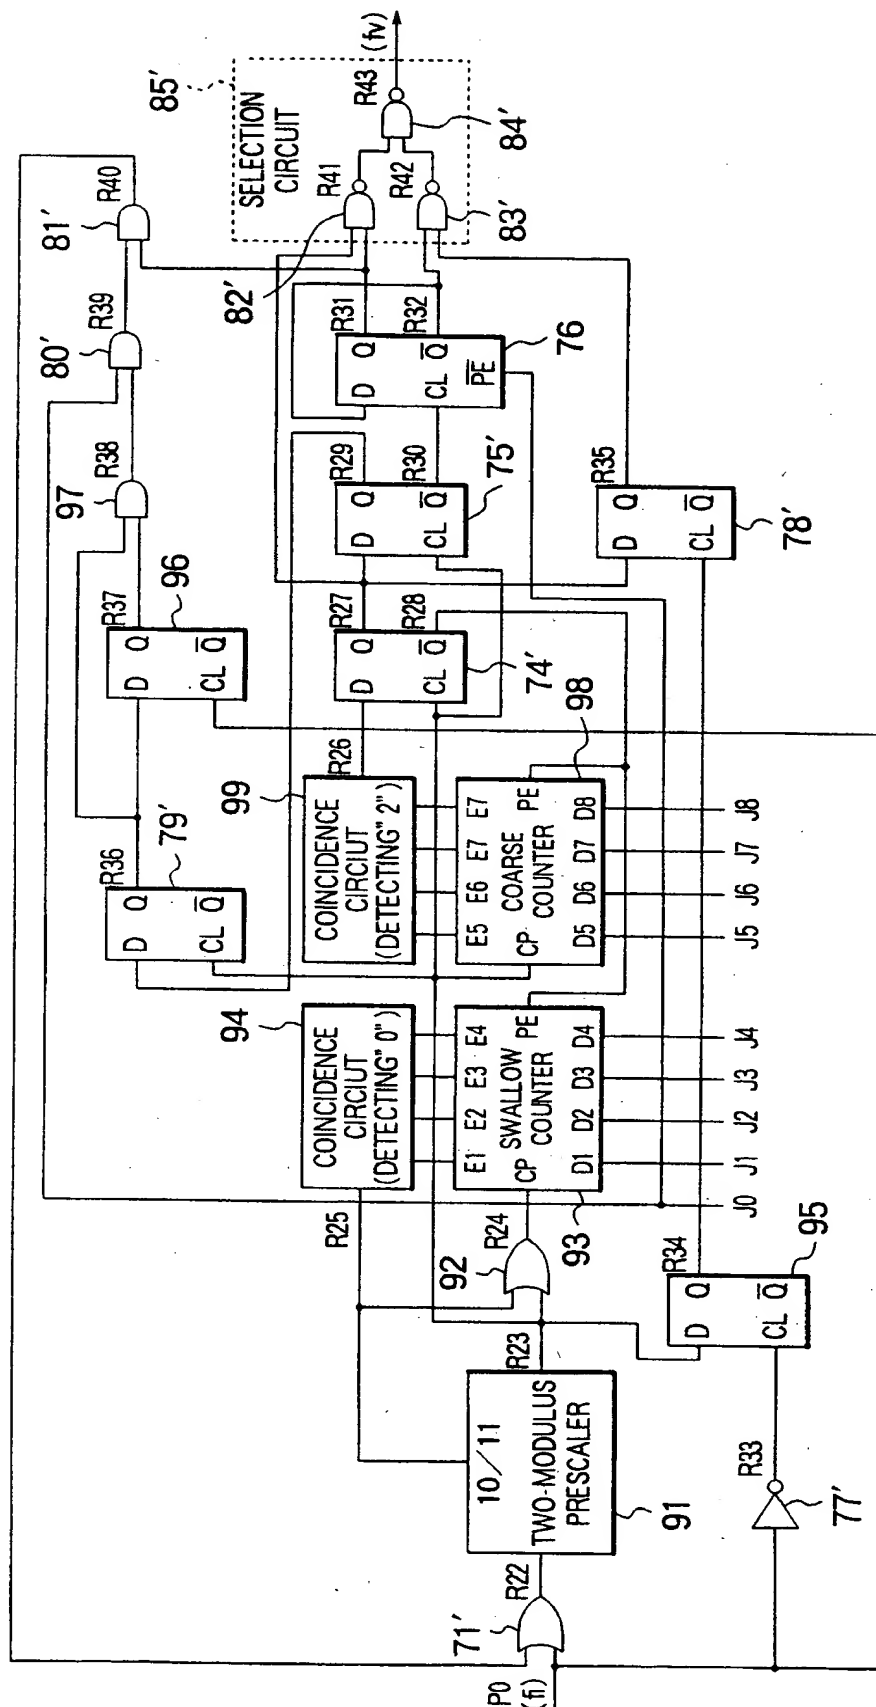 P0
(fi)
71'
R22
10/11
TWO-MODULUS
PRESCALER
91
R23
92
R24
R25
COINCIDENCE
CIRCIUT
(DETECTING"0")
94
E1 E2 E3 E4
CP SWALLOW PE
COUNTER
D1 D2 D3 D4
93
J0 J1 J2 J3 J4
R33
77'
R34
D Q
CL Q
95
COINCIDENCE
CIRCIUT
(DETECTING"2")
99
R26
E5 E6 E7 E7
CP COARSE PE
COUNTER
D5 D6 D7 D8
98
J5 J6 J7 J8
R36
D Q
CL Q
79'
R37
D Q
CL Q
96
97
R38
80'
R39
81'
R40
R27
D Q
R28
CL Q
74'
R29
D Q
R30
CL Q
75'
R31
D Q
R32
CL Q
PE
76
R35
D Q
CL Q
78'
82'
R41
R42
83'
SELECTION
CIRCUIT
85'
R43
84'
(fv)